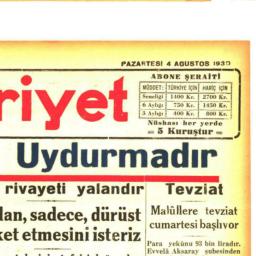 PAZARTESİ 4 AĞUSTOS 1930
riyet
ABONE ŞERAİTİ
MÜDDET: TÜRKİYE İÇİN HARİÇ İÇİN
Seneliği 1400 Kr. 2700 Kr.
6 Aylığı 750 Kr. 1450 Kr.
3 Aylığı 400 Kr. 800 Kr.
Nüshası her yerde
5 Kuruştur
Uydurmadır
rivayeti yalandır
lan, sadece, dürüst
ket etmesini isteriz
Tevziat
Malüllere tevziat
cumartesi başlıyor
Para yekûnu 93 bin liradır.
Evvelâ Aksaray şubesinden